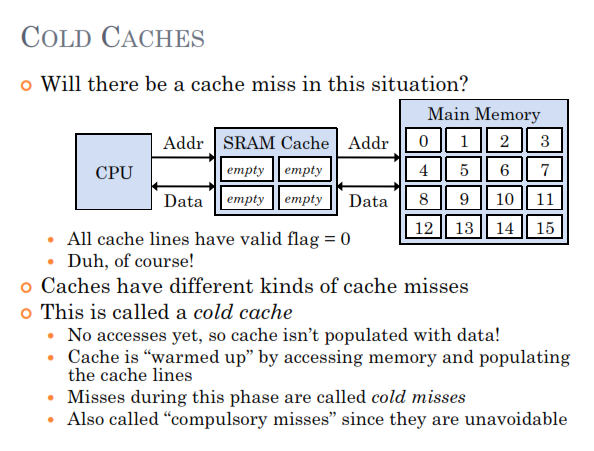 COLD CACHES
Will there be a cache miss in this situation?
Main Memory
Addr SRAM Cache Addr
CPU
empty empty
Data empty empty Data
0 1 2 3
4 5 6 7
8 9 10 11
12 13 14 15
All cache lines have valid flag = 0
Duh, of course!
Caches have different kinds of cache misses
This is called a cold cache
No accesses yet, so cache isn’t populated with data!
Cache is “warmed up” by accessing memory and populating
the cache lines
Misses during this phase are called cold misses
Also called “compulsory misses” since they are unavoidable